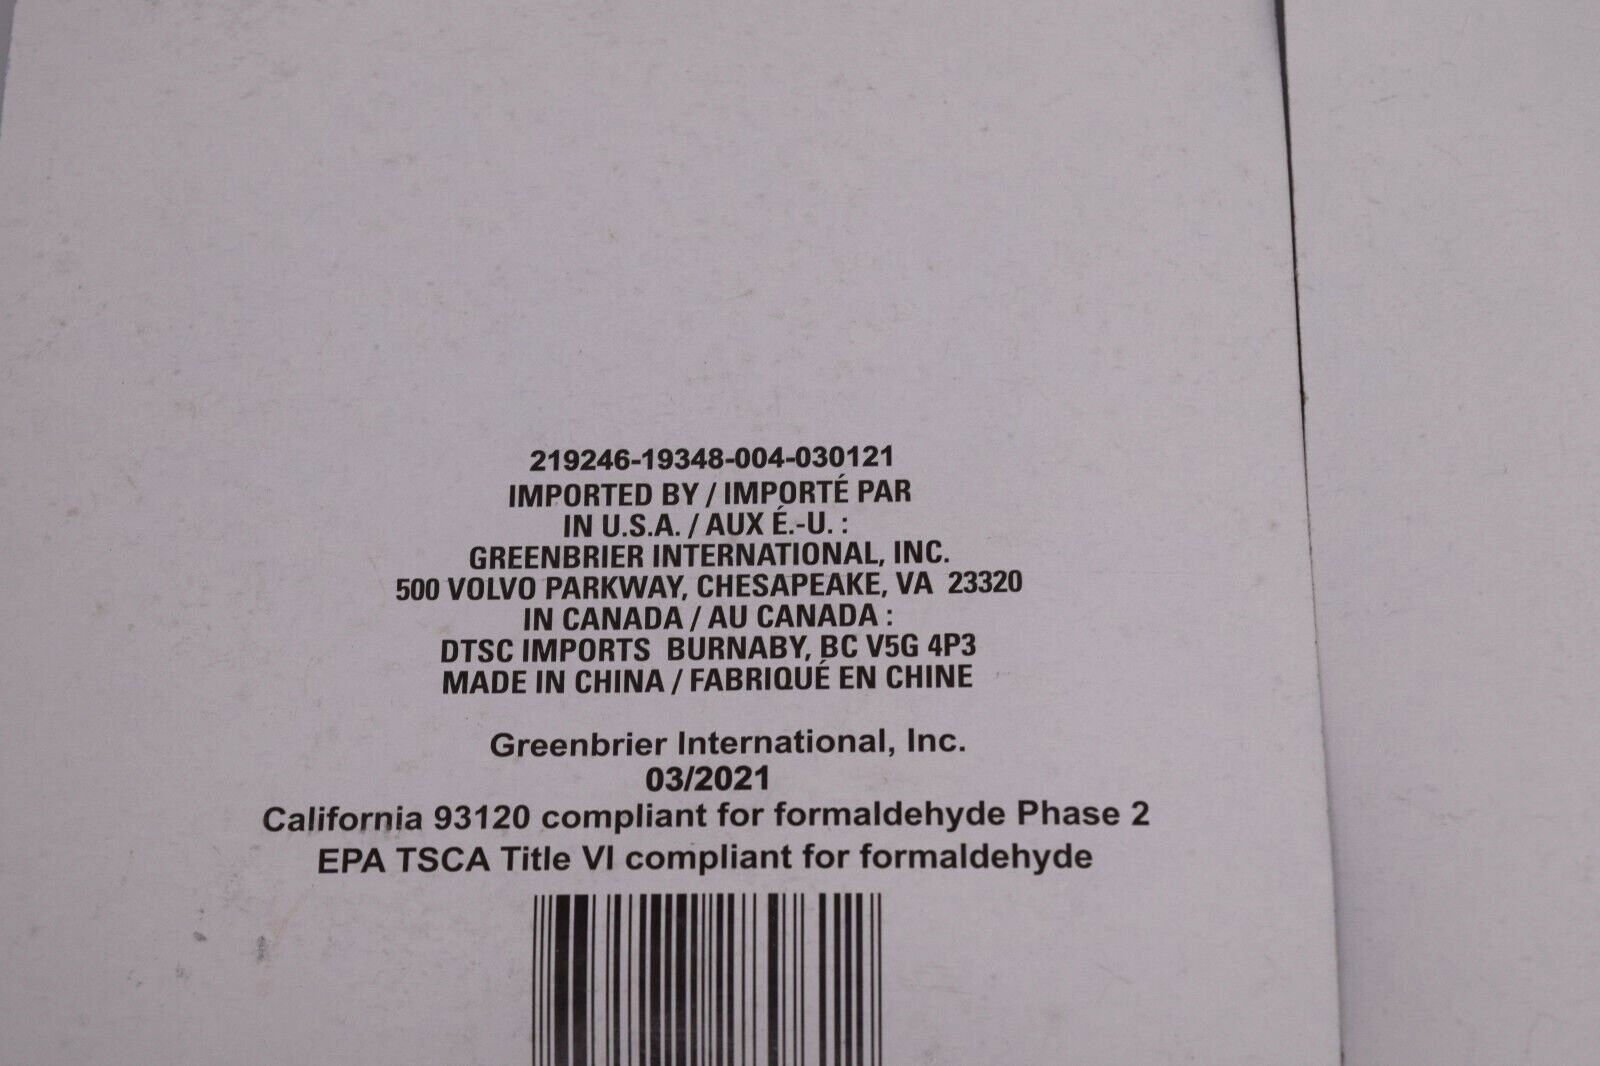 219246-19348-004-030121
IMPORTED BY / IMPORTÉ PAR
IN U.S.A. / AUX É.-U. :
GREENBRIER INTERNATIONAL, INC.
500 VOLVO PARKWAY, CHESAPEAKE, VA 23320
IN CANADA / AU CANADA :
DTSC IMPORTS BURNABY, BC V5G 4P3
MADE IN CHINA / FABRIQUÉ EN CHINE
Greenbrier International, Inc.
03/2021
California 93120 compliant for formaldehyde Phase 2
EPA TSCA Title VI compliant for formaldehyde